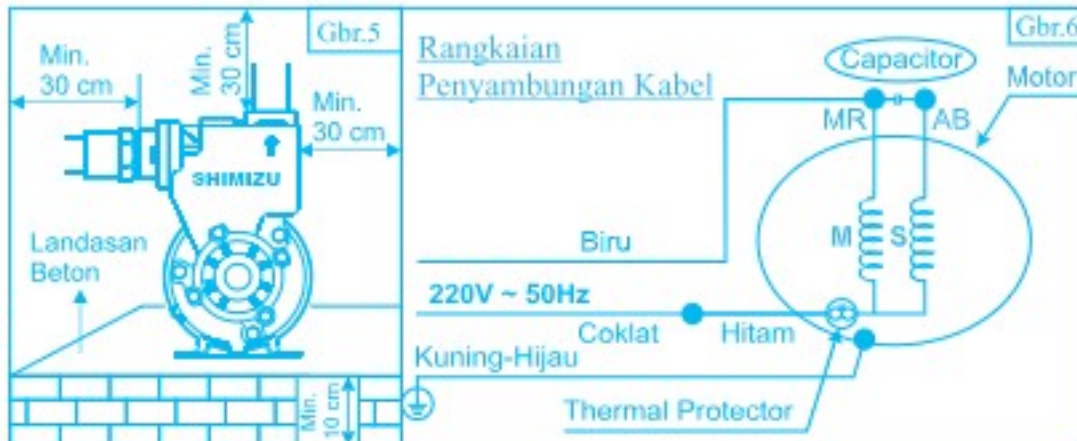 Gbr.5
Min.
30 cm
Min.
30 cm
Min.
30 cm
SHIMIZU
Landasan
Beton
Min.
10 cm
Gbr.6
Rangkaian
Penyambungan Kabel
Capacitor
Motor
MR
AB
M
S
Biru
220V ~ 50Hz
Coklat
Hitam
Kuning-Hijau
Thermal Protector